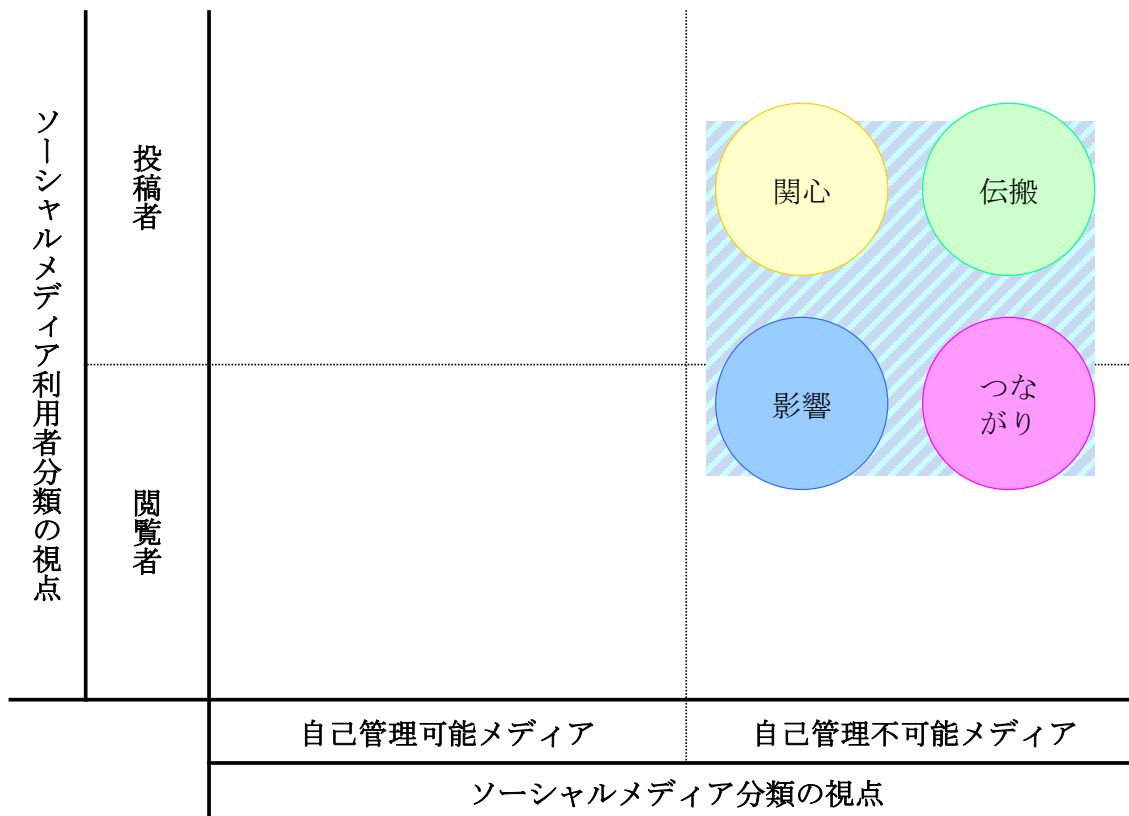 ソーシャルメディア利用者分類の視点
投稿者
閲覧者
関心
伝搬
影響
つな
がり
自己管理可能メディア
自己管理不可能メディア
ソーシャルメディア分類の視点